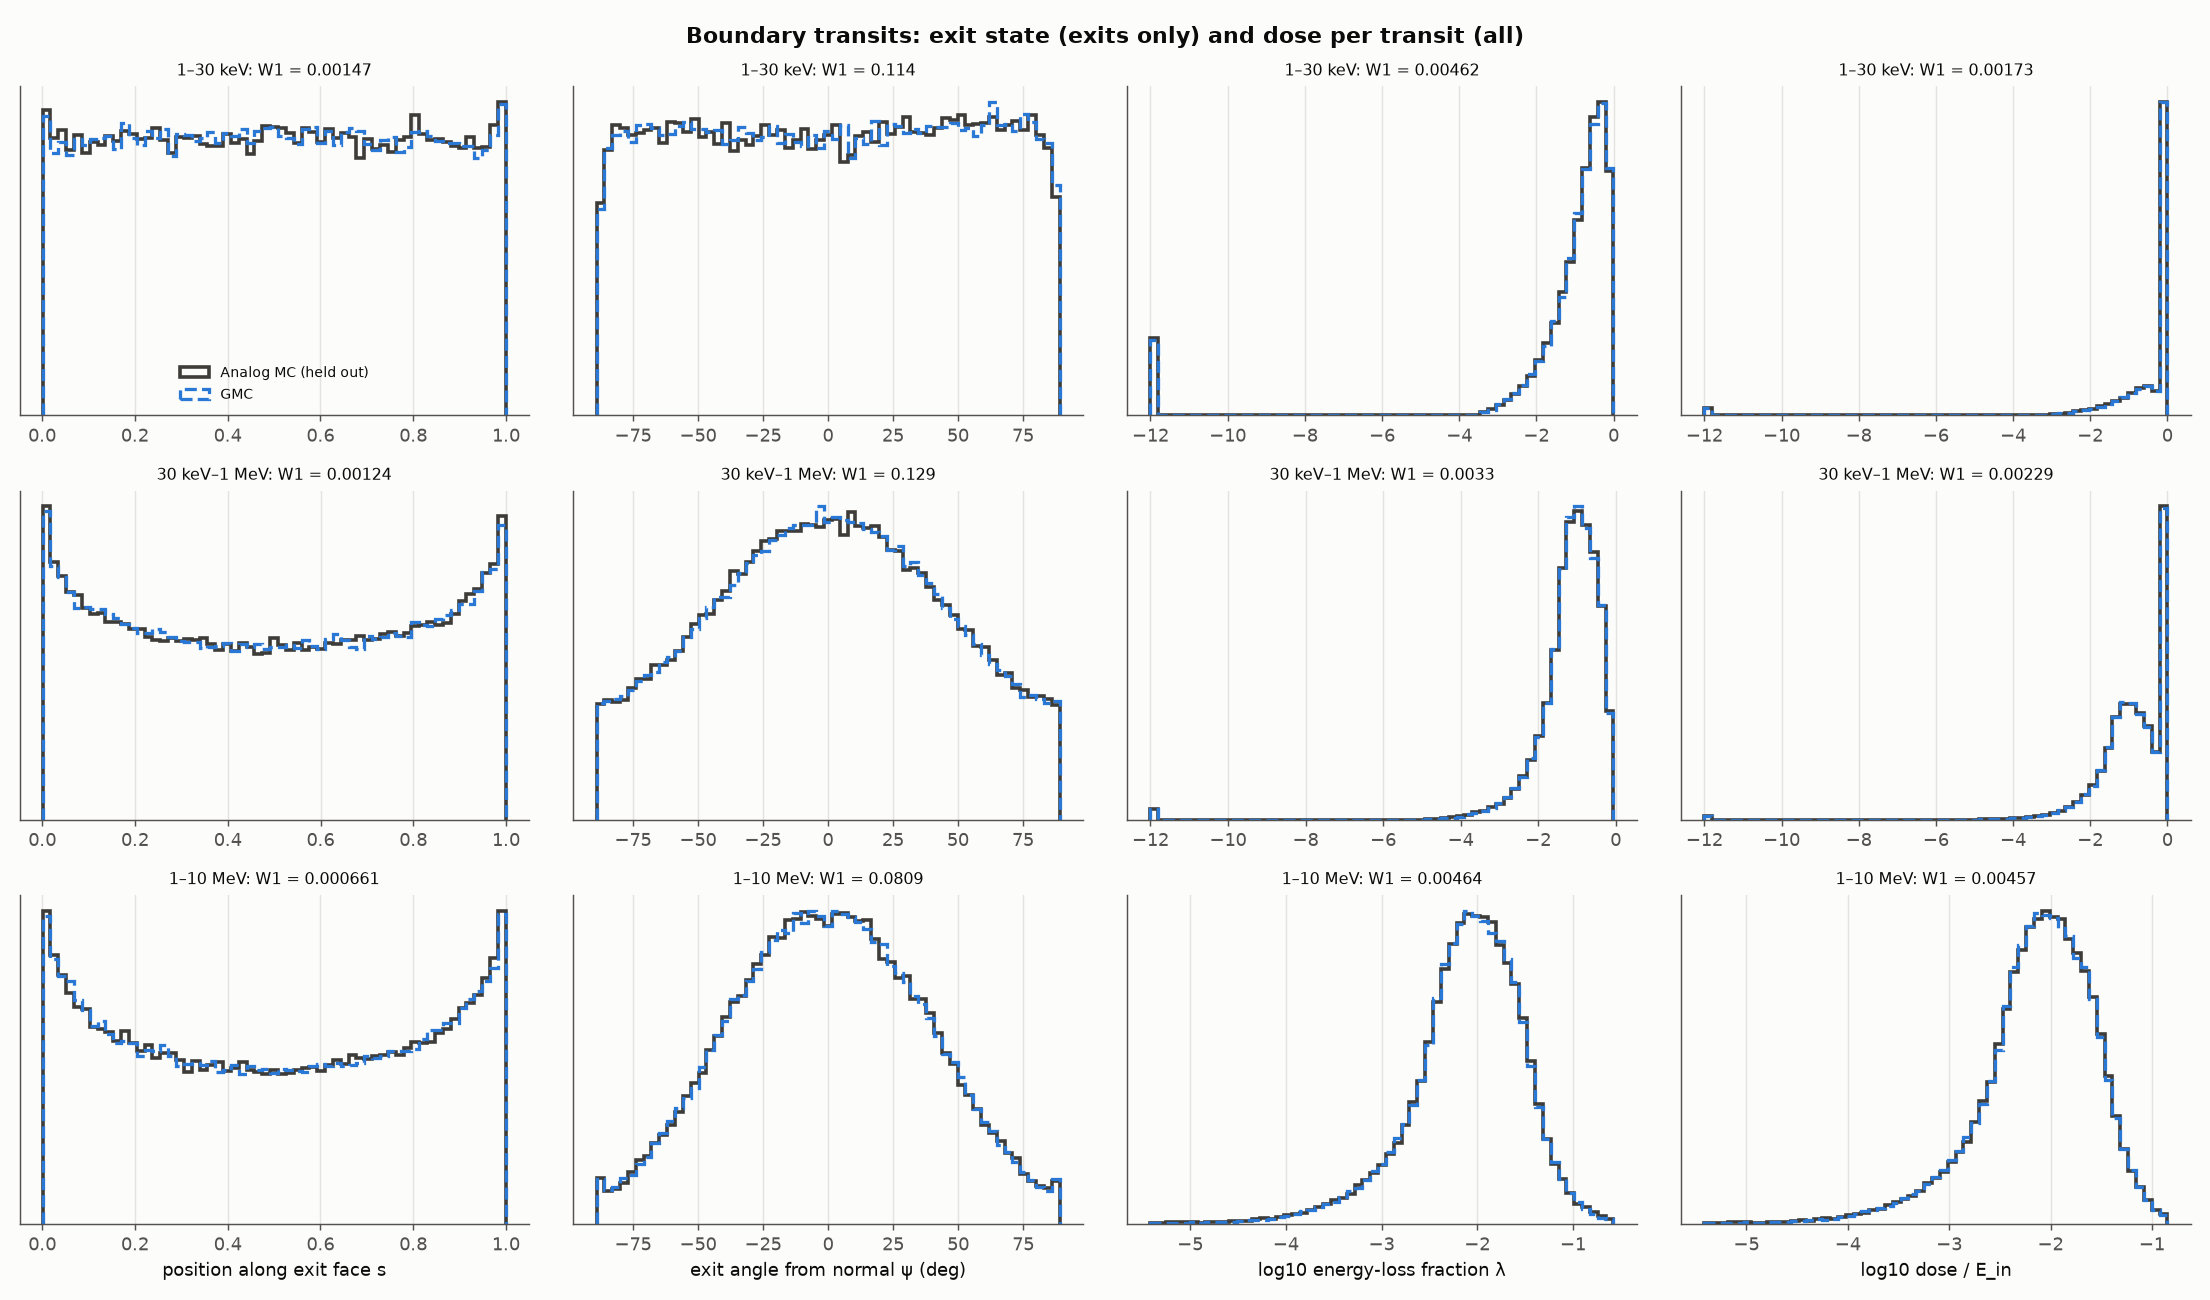 Boundary transits: exit state (exits only) and dose per transit (all)
1–30 keV: W1 = 0.00147
1–30 keV: W1 = 0.114
1–30 keV: W1 = 0.00462
1–30 keV: W1 = 0.00173
Analog MC (held out)
GMC
0.0 0.2 0.4 0.6 0.8 1.0
−75 −50 −25 0 25 50 75
−12 −10 −8 −6 −4 −2 0
−12 −10 −8 −6 −4 −2 0
30 keV–1 MeV: W1 = 0.00124
30 keV–1 MeV: W1 = 0.129
30 keV–1 MeV: W1 = 0.0033
30 keV–1 MeV: W1 = 0.00229
0.0 0.2 0.4 0.6 0.8 1.0
−75 −50 −25 0 25 50 75
−12 −10 −8 −6 −4 −2 0
−12 −10 −8 −6 −4 −2 0
1–10 MeV: W1 = 0.000661
1–10 MeV: W1 = 0.0809
1–10 MeV: W1 = 0.00464
1–10 MeV: W1 = 0.00457
0.0 0.2 0.4 0.6 0.8 1.0
−75 −50 −25 0 25 50 75
−5 −4 −3 −2 −1
−5 −4 −3 −2 −1
position along exit face s
exit angle from normal ψ (deg)
log10 energy-loss fraction λ
log10 dose / E_in